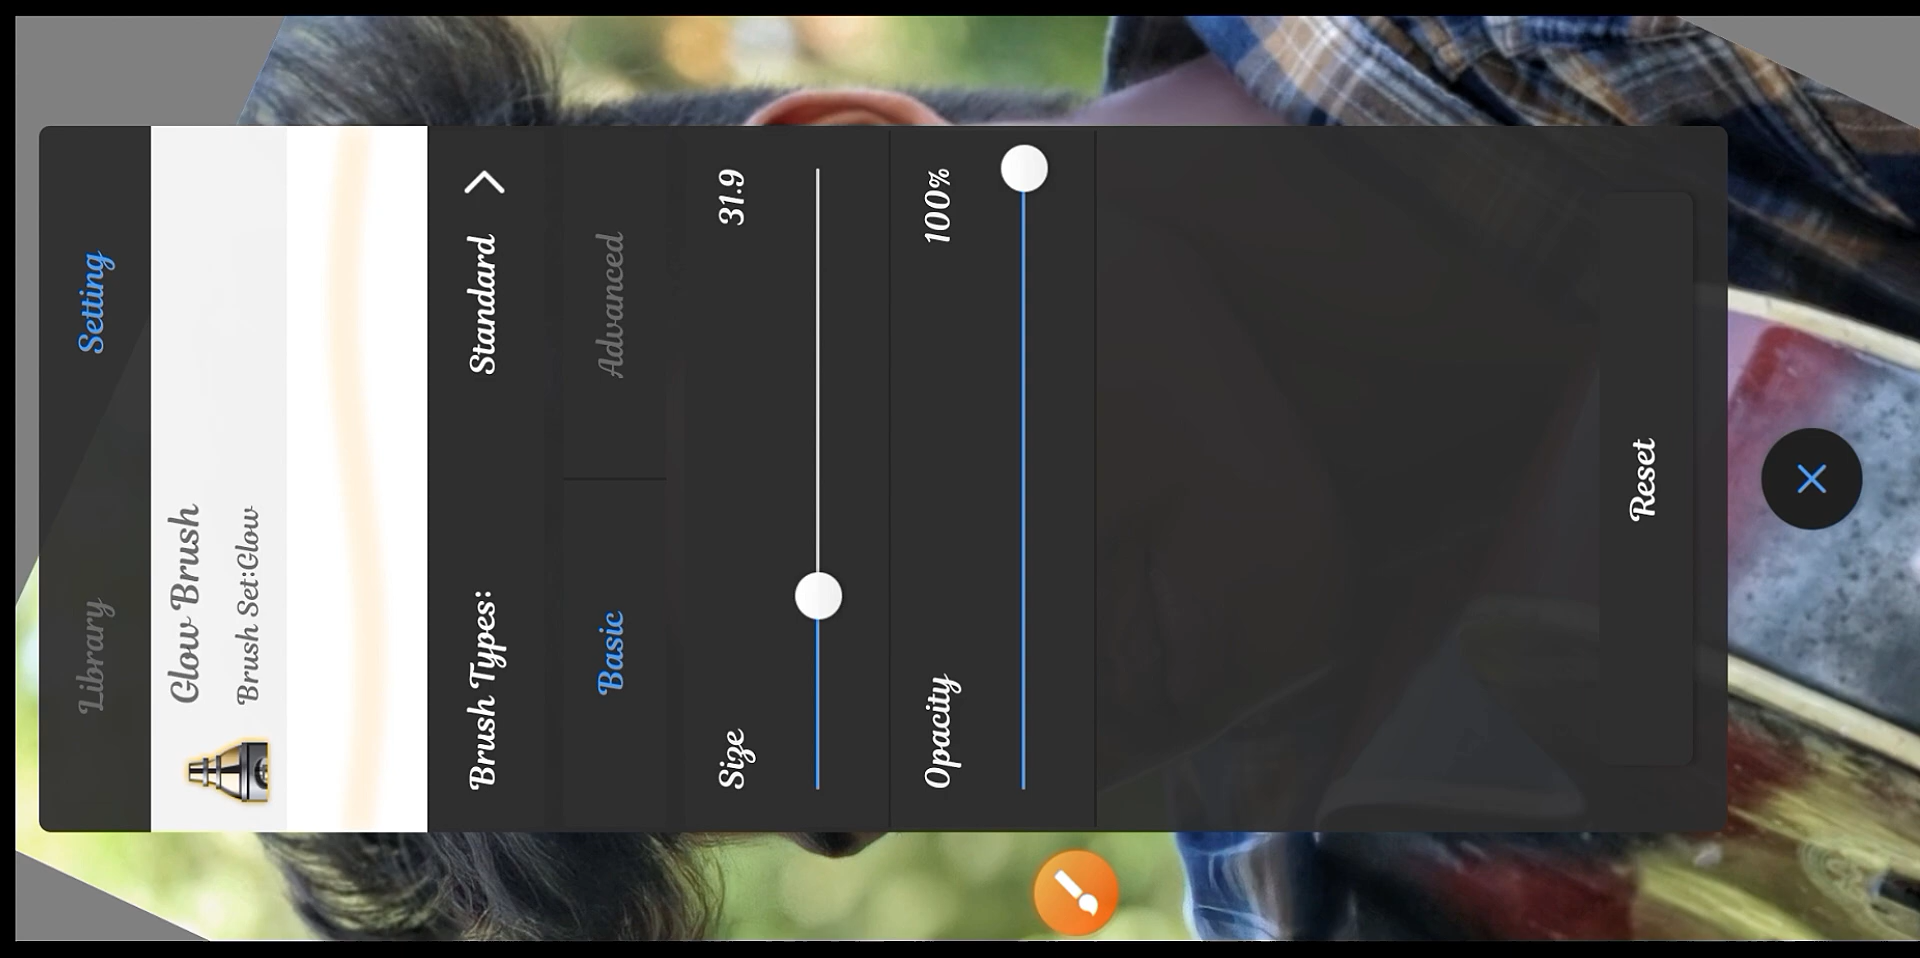 Library Setting
Glow Brush
Brush Set:Glow
Brush Types: Standard
Basic Advanced
Size 31.9
Opacity 100%
Reset